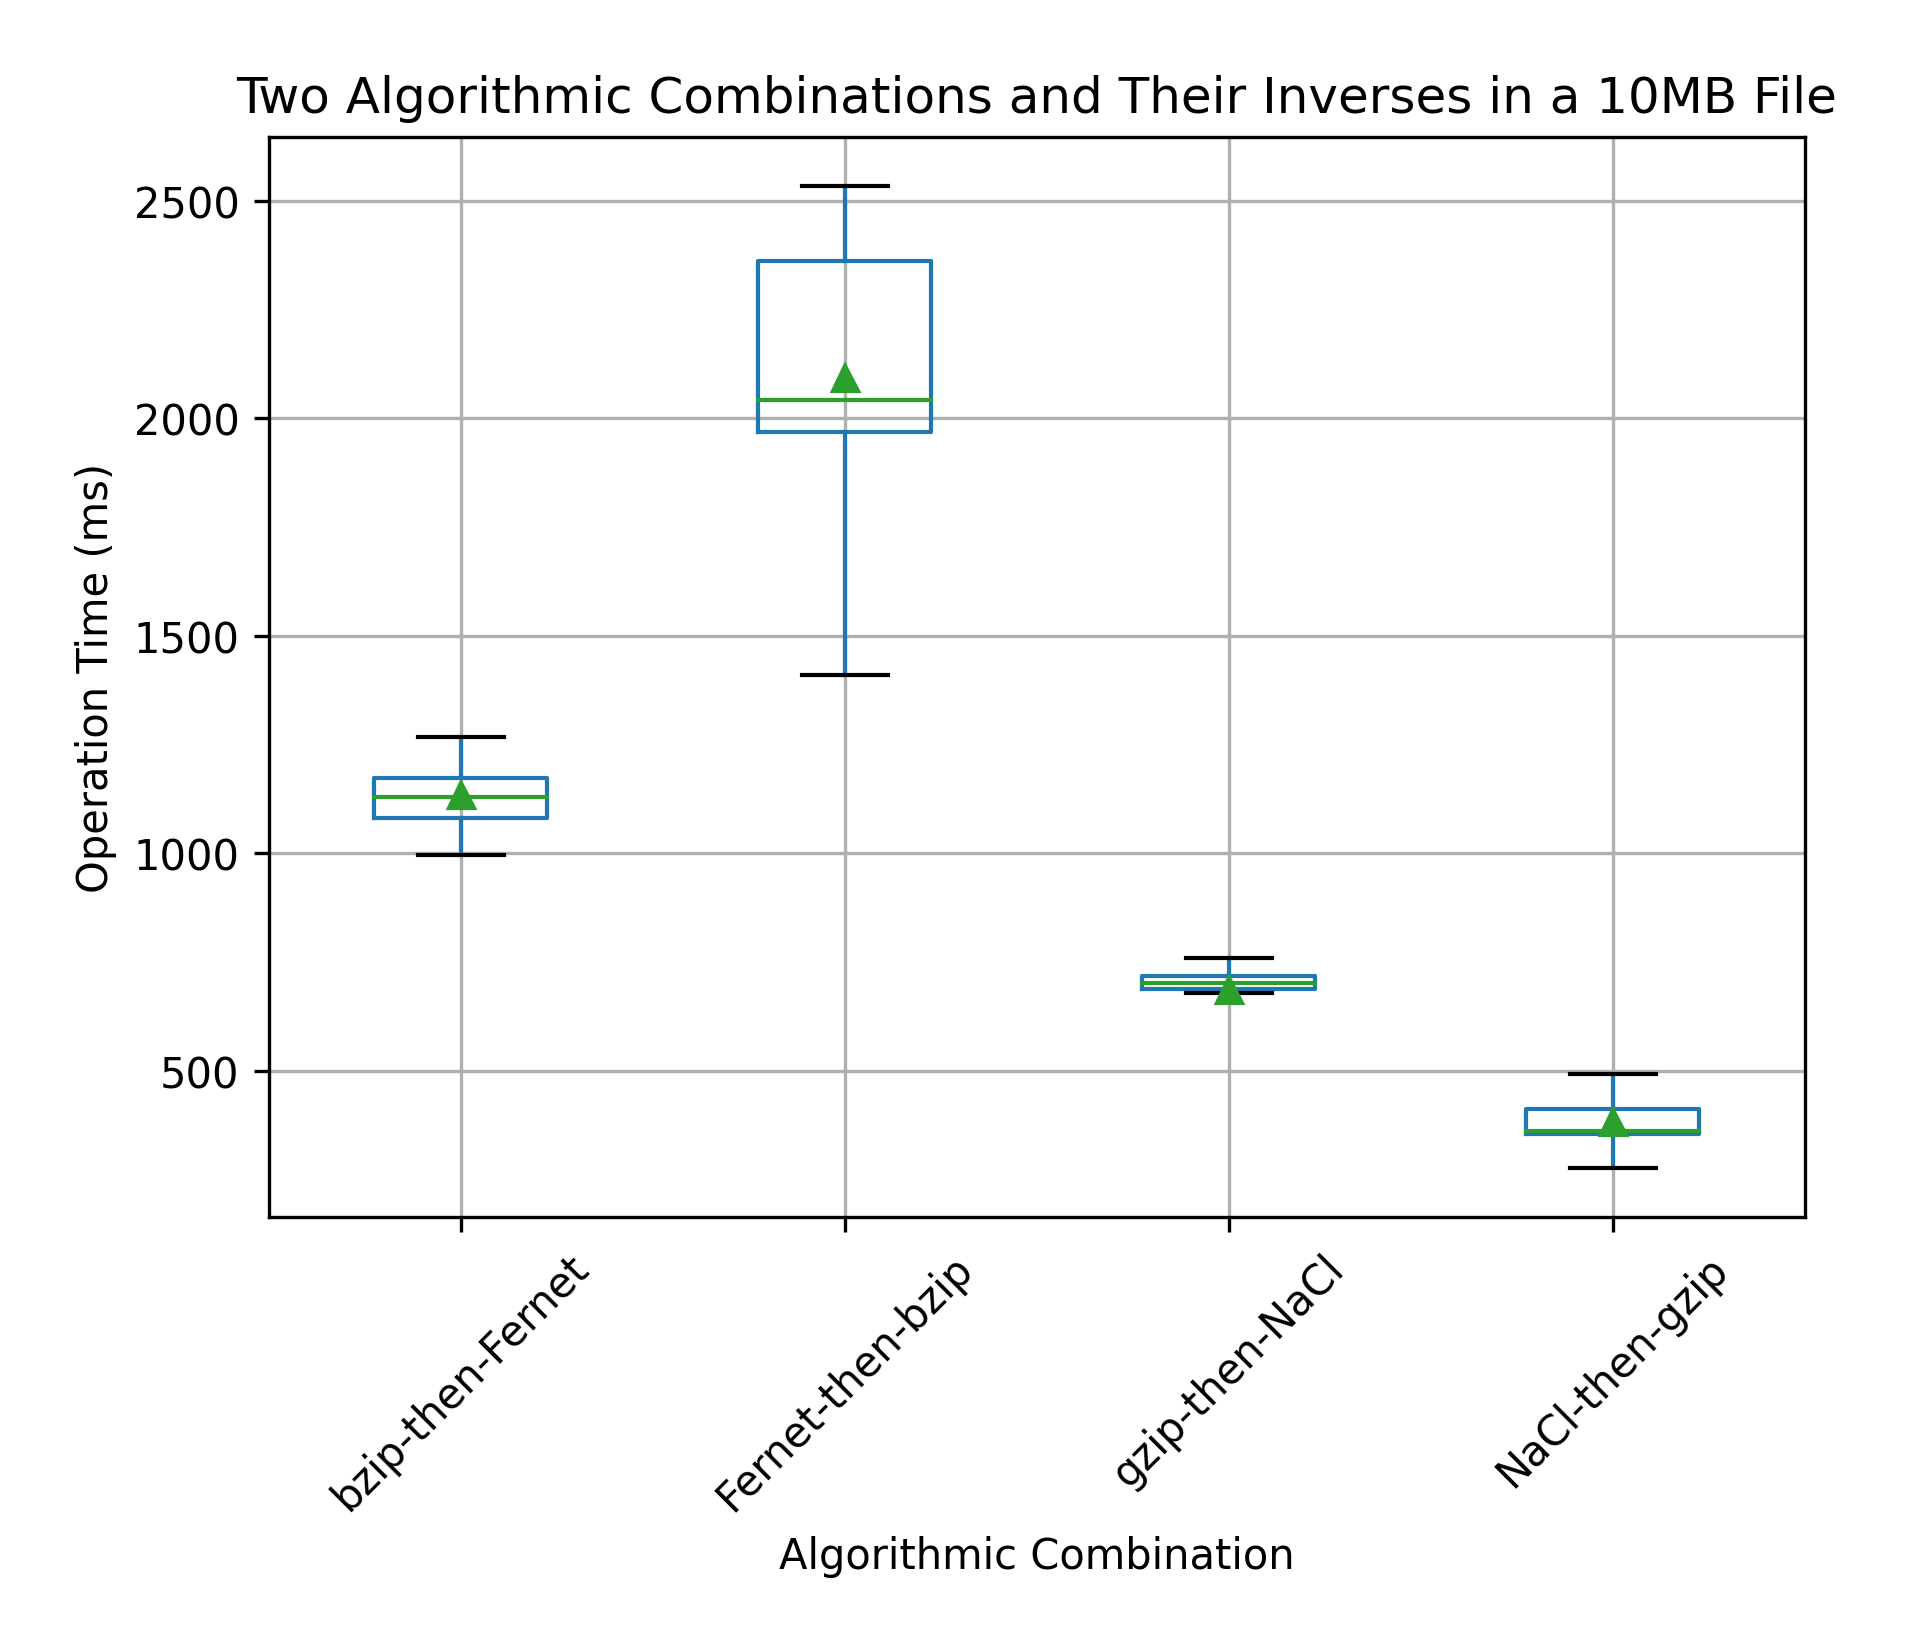 Two Algorithmic Combinations and Their Inverses in a 10MB File
Operation Time (ms)
2500
2000
1500
1000
500
bzip-then-Fernet
Fernet-then-bzip
gzip-then-NaCl
NaCl-then-gzip
Algorithmic Combination